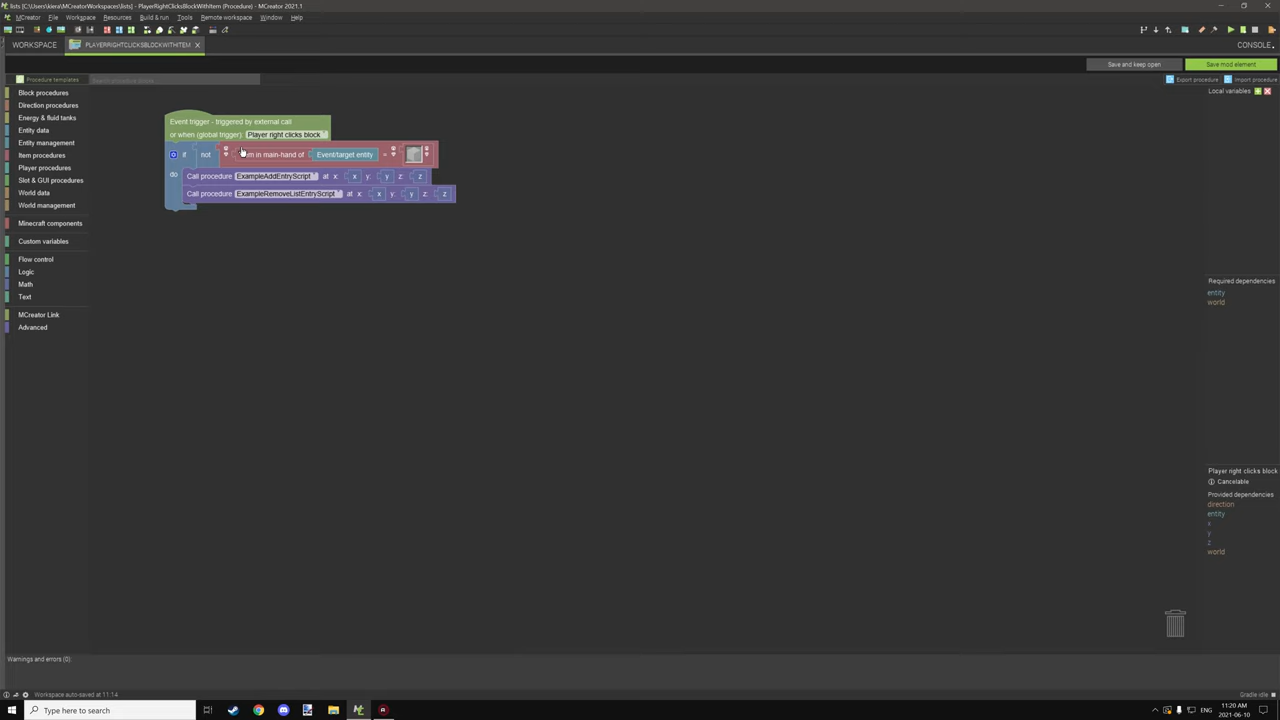 lists [C:\Users\kiera\MCreatorWorkspaces\lists] - PlayerRightClicksBlockWithItem (Procedure) - MCreator 2021.1
MCreator File Workspace Resources Build & run Tools Remote workspace Window Help
WORKSPACE PLAYERRIGHTCLICKSBLOCKWITHITEM CONSOLE
Save and keep open Save mod element
Procedure templates Export procedure Import procedure
Local variables
Block procedures
Direction procedures
Energy & fluid tanks
Entity data
Entity management
Item procedures
Player procedures
Slot & GUI procedures
World data
World management
Minecraft components
Custom variables
Flow control
Logic
Math
Text
MCreator Link
Advanced
Event trigger - triggered by external call
or when (global trigger): Player right clicks block
if not in main-hand of Event/target entity =
do Call procedure ExampleAddEntryScript at x: x y: y z: z
Call procedure ExampleRemoveListEntryScript at x: x y: y z: z
Required dependencies
entity
world
Player right clicks block
Cancelable
Provided dependencies
direction
entity
x
y
z
world
Warnings and errors (0):
Workspace auto-saved at 11.14 Gradle idle
Type here to search ENG 11:20 AM
2021-06-10